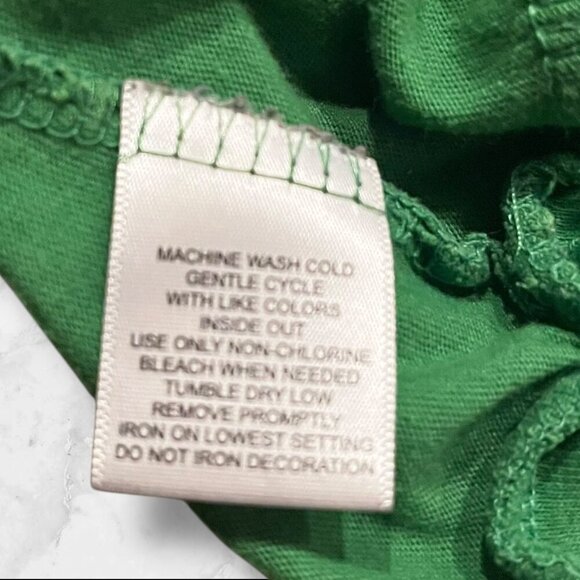 MACHINE WASH COLD
GENTLE CYCLE
WITH LIKE COLORS
INSIDE OUT
USE ONLY NON-CHLORINE
BLEACH WHEN NEEDED
TUMBLE DRY LOW
REMOVE PROMPTLY
IRON ON LOWEST SETTING
DO NOT IRON DECORATION